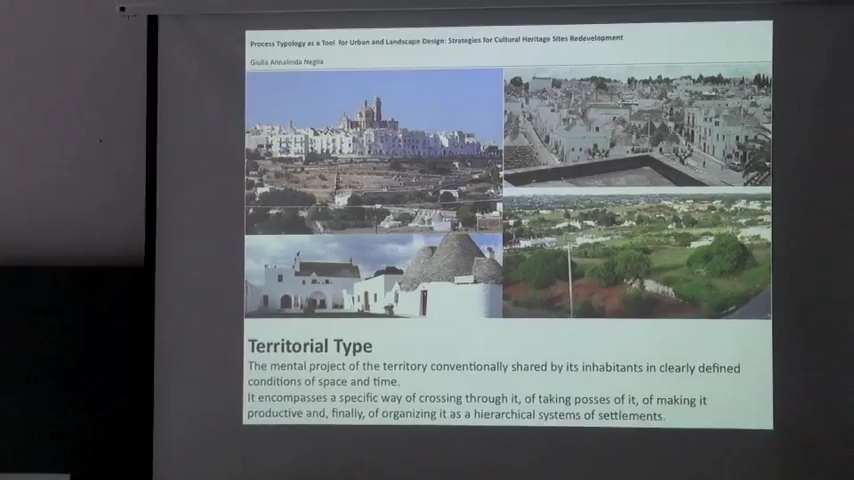 Process Typology as a Tool for Urban and Landscape Design: Strategies for Cultural Heritage Sites Redevelopment
Giulia Annalinda Neglia
Territorial Type
The mental project of the territory conventionally shared by its inhabitants in clearly defined
conditions of space and time.
It encompasses a specific way of crossing through it, of taking posses of it, of making it
productive and, finally, of organizing it as a hierarchical systems of settlements.